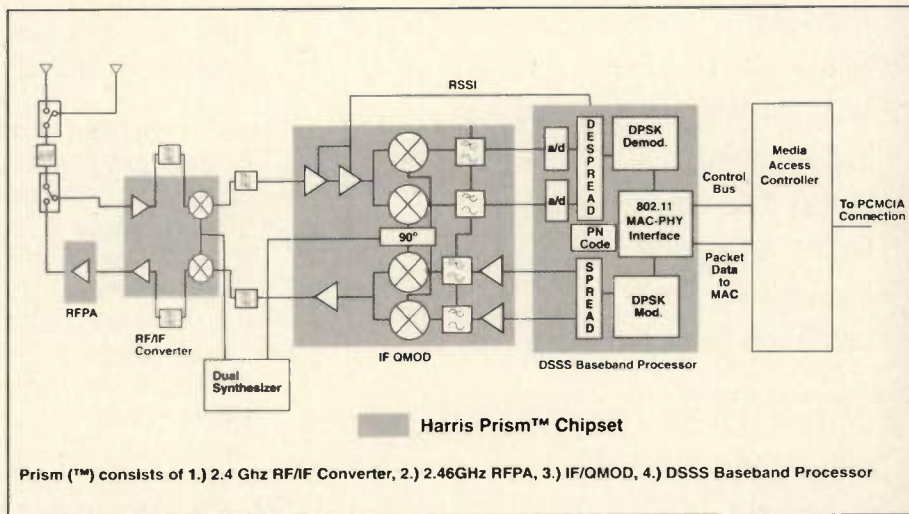 RSSI
RFPA
RF/IF
Converter
Dual
Synthesizer
90°
IF QMOD
a/d
a/d
DESPREAD
PN
Code
SPREAD
DPSK
Demod.
802.11
MAC-PHY
Interface
DPSK
Mod.
DSSS Baseband Processor
Control
Bus
Packet
Data
to
MAC
Media
Access
Controller
To PCMCIA
Connection
Harris Prism™ Chipset
Prism (™) consists of 1.) 2.4 Ghz RF/IF Converter, 2.) 2.46GHz RFPA, 3.) IF/QMOD, 4.) DSSS Baseband Processor